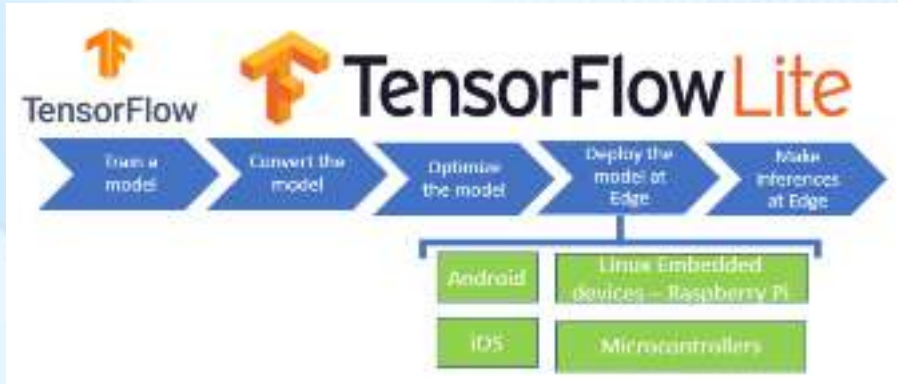 TensorFlow
TensorFlow Lite
Train a
model
Convert the
model
Optimize
the model
Deploy the
model at
Edge
Make
inferences
at Edge
Android
Linux Embedded
devices – Raspberry Pi
iOS
Microcontrollers